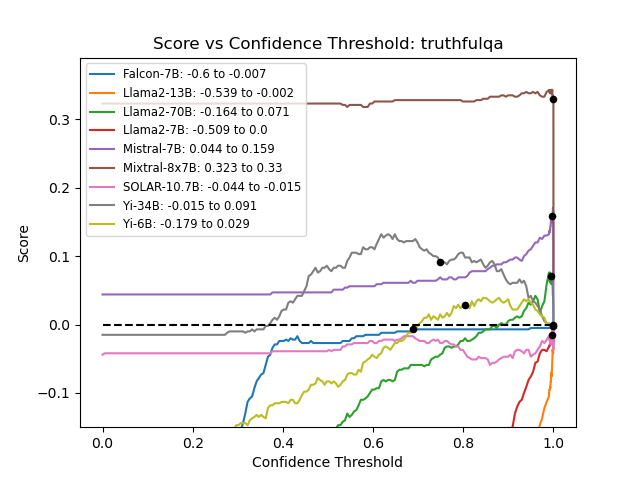 Score vs Confidence Threshold: truthfulqa
Falcon-7B: -0.6 to -0.007
Llama2-13B: -0.539 to -0.002
Llama2-70B: -0.164 to 0.071
Llama2-7B: -0.509 to 0.0
Mistral-7B: 0.044 to 0.159
Mixtral-8x7B: 0.323 to 0.33
SOLAR-10.7B: -0.044 to -0.015
Yi-34B: -0.015 to 0.091
Yi-6B: -0.179 to 0.029
Score
0.3
0.2
0.1
0.0
−0.1
0.0 0.2 0.4 0.6 0.8 1.0
Confidence Threshold